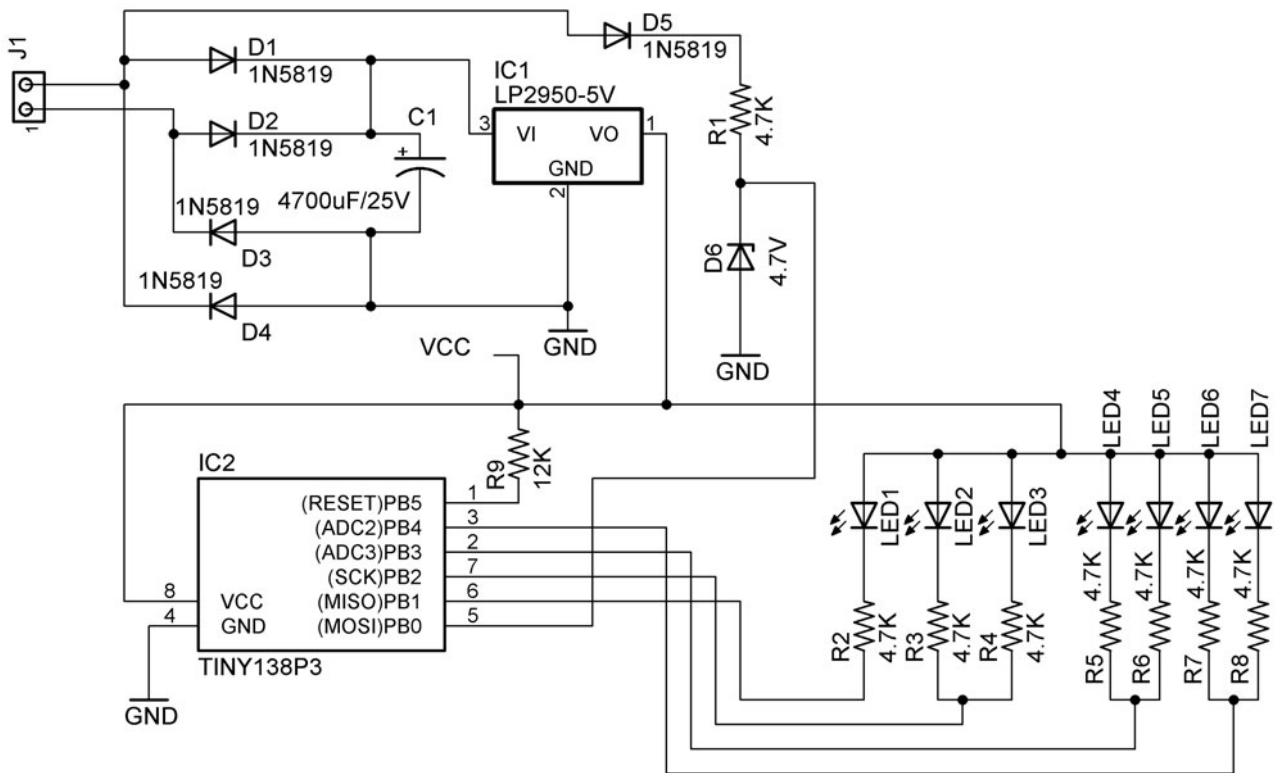 J1
1
D1
1N5819
D2
1N5819
C1
+
4700uF/25V
1N5819
D3
1N5819
D4
IC1
LP2950-5V
3
VI
VO
1
GND
2
GND
D5
1N5819
R1
4.7K
D6
4.7V
GND
VCC
R9
12K
IC2
(RESET)PB5
1
(ADC2)PB4
3
(ADC3)PB3
2
(SCK)PB2
7
8
VCC
(MISO)PB1
6
4
GND
(MOSI)PB0
5
TINY138P3
GND
LED1
LED2
LED3
LED4
LED5
LED6
LED7
R2
4.7K
R3
4.7K
R4
4.7K
R5
4.7K
R6
4.7K
R7
4.7K
R8
4.7K